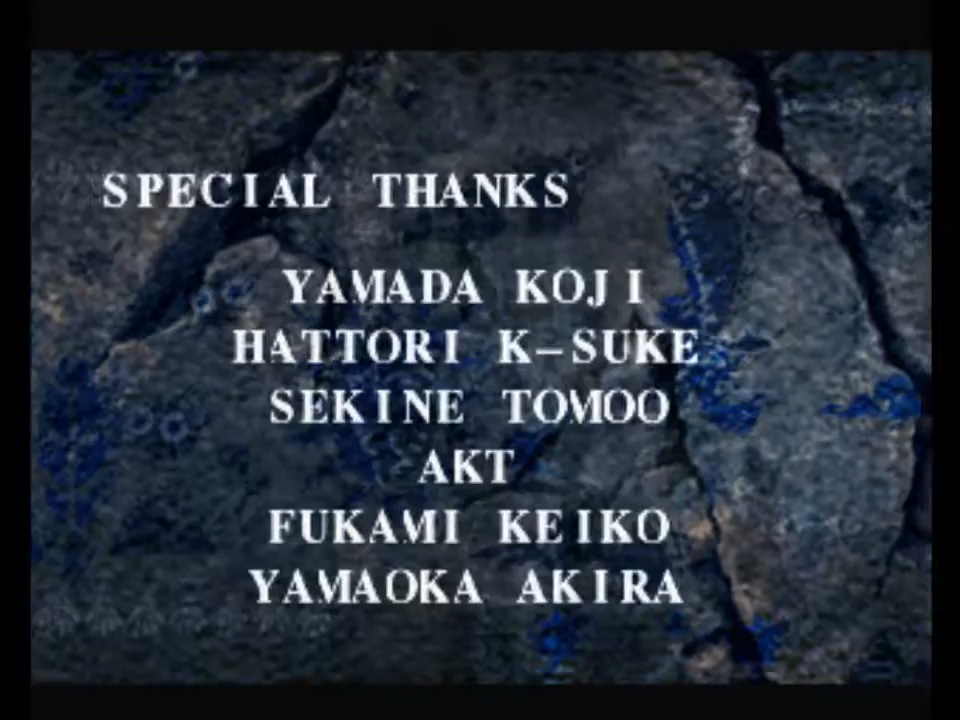 SPECIAL THANKS
YAMADA KOJI
HATTORI K-SUKE
SEKINE TOMOO
AKT
FUKAMI KEIKO
YAMAOKA AKIRA